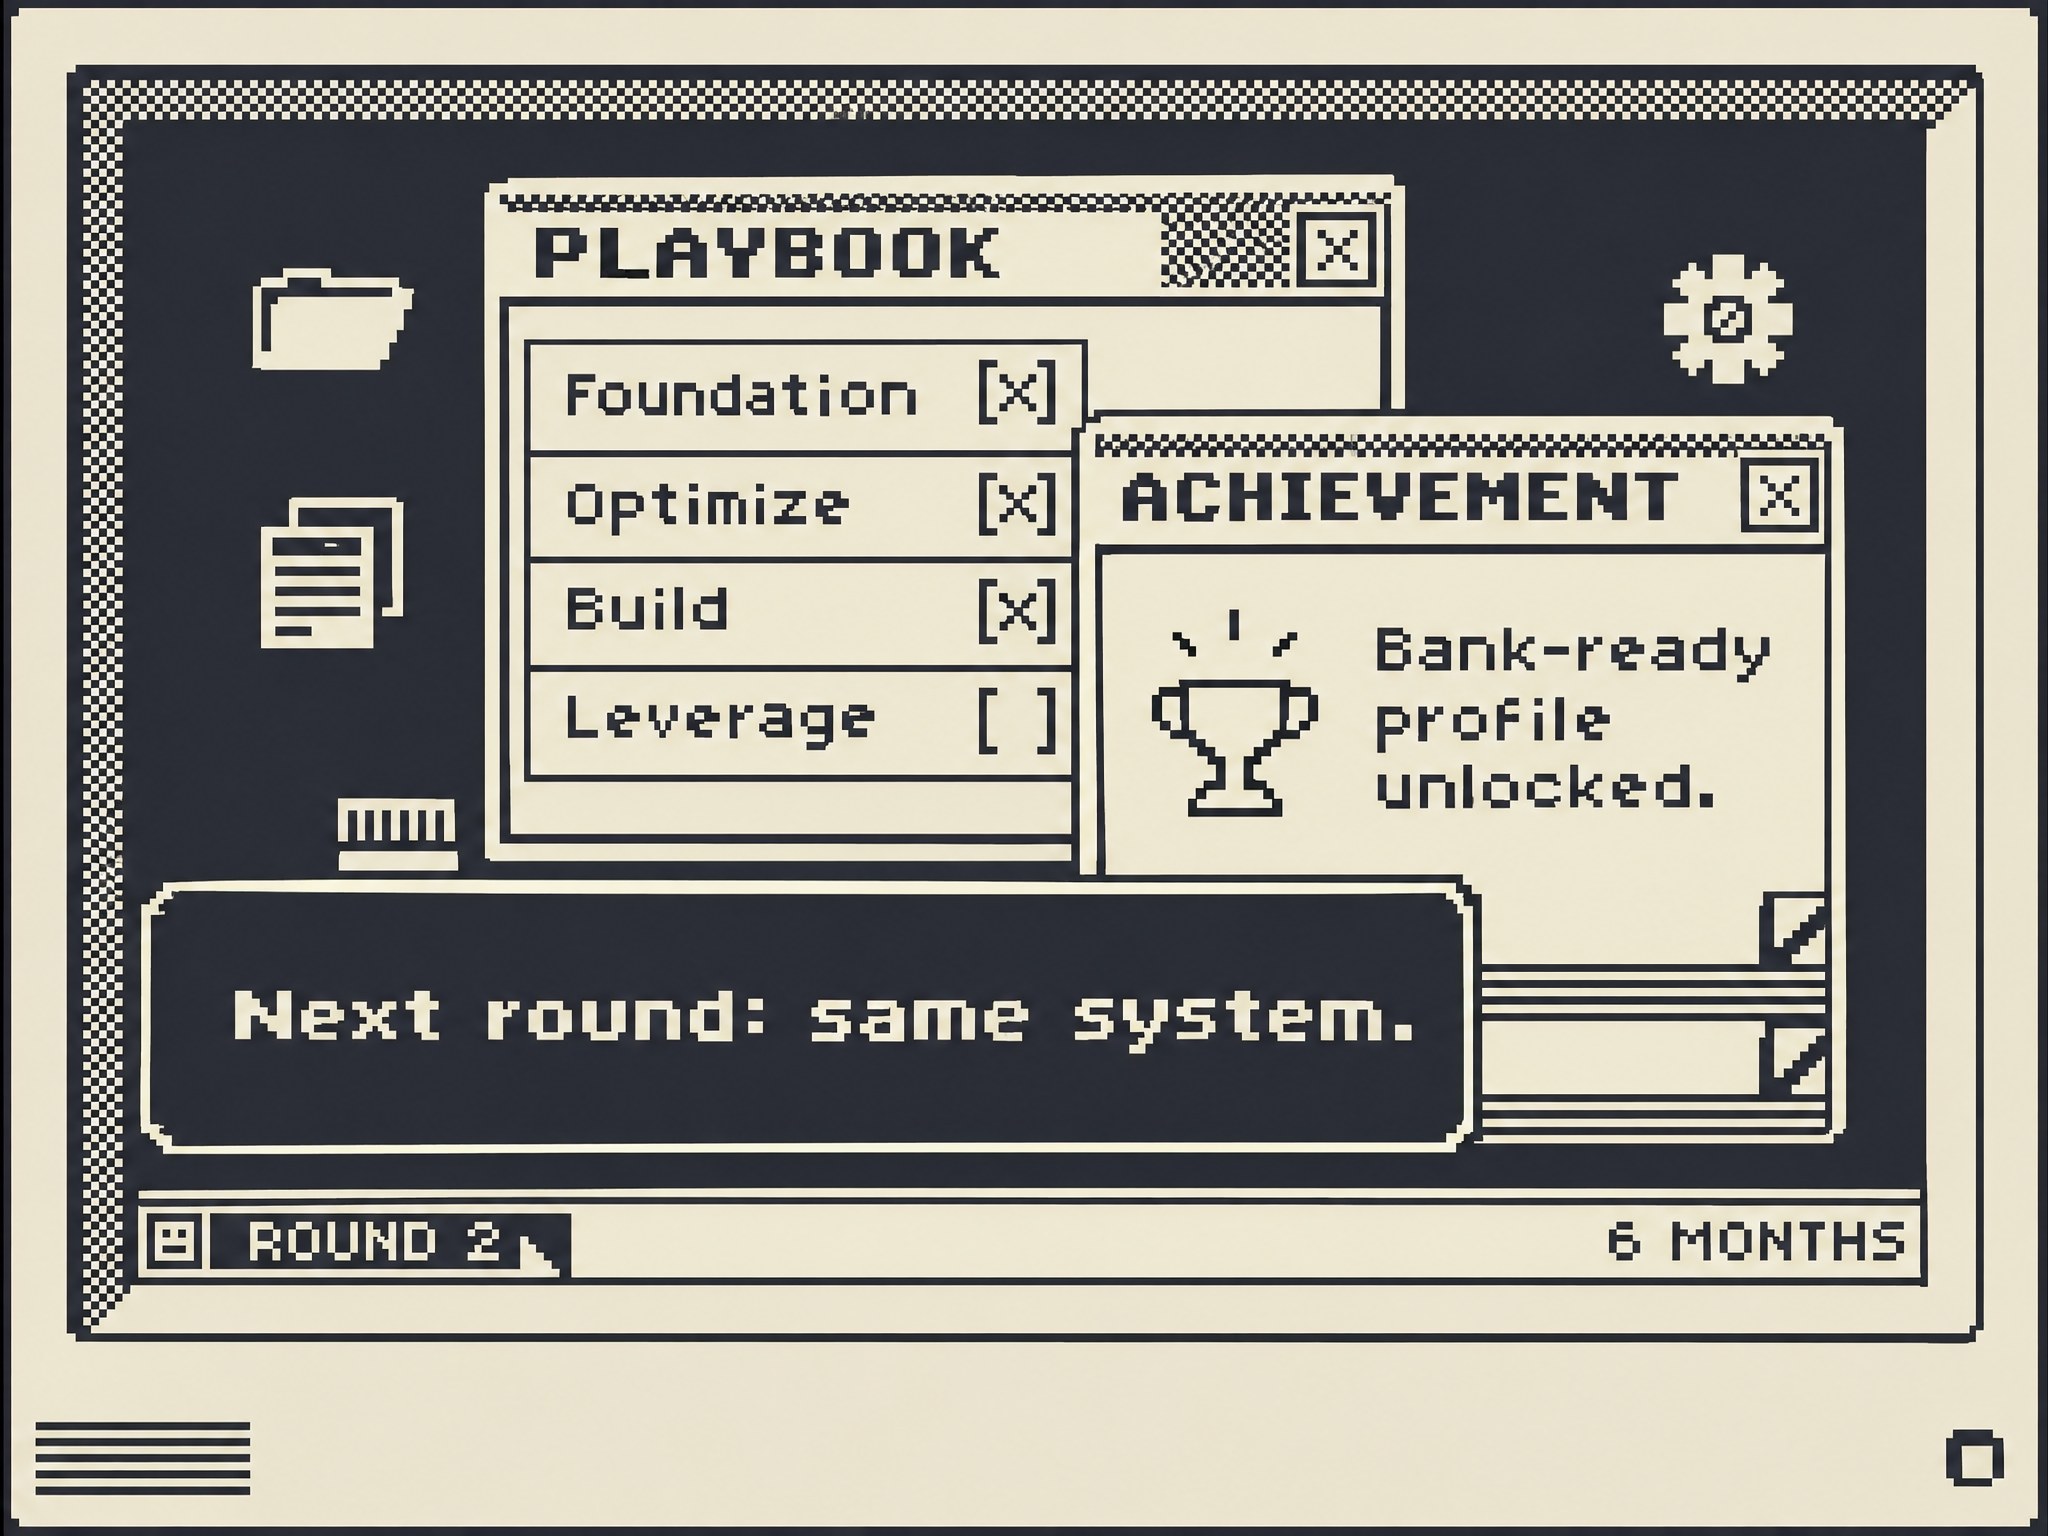 PLAYBOOK
Foundation [x]
Optimize [x]
Build [x]
Leverage [ ]
ACHIEVEMENT
Bank-ready
profile
unlocked.
Next round: same system.
ROUND 2
6 MONTHS